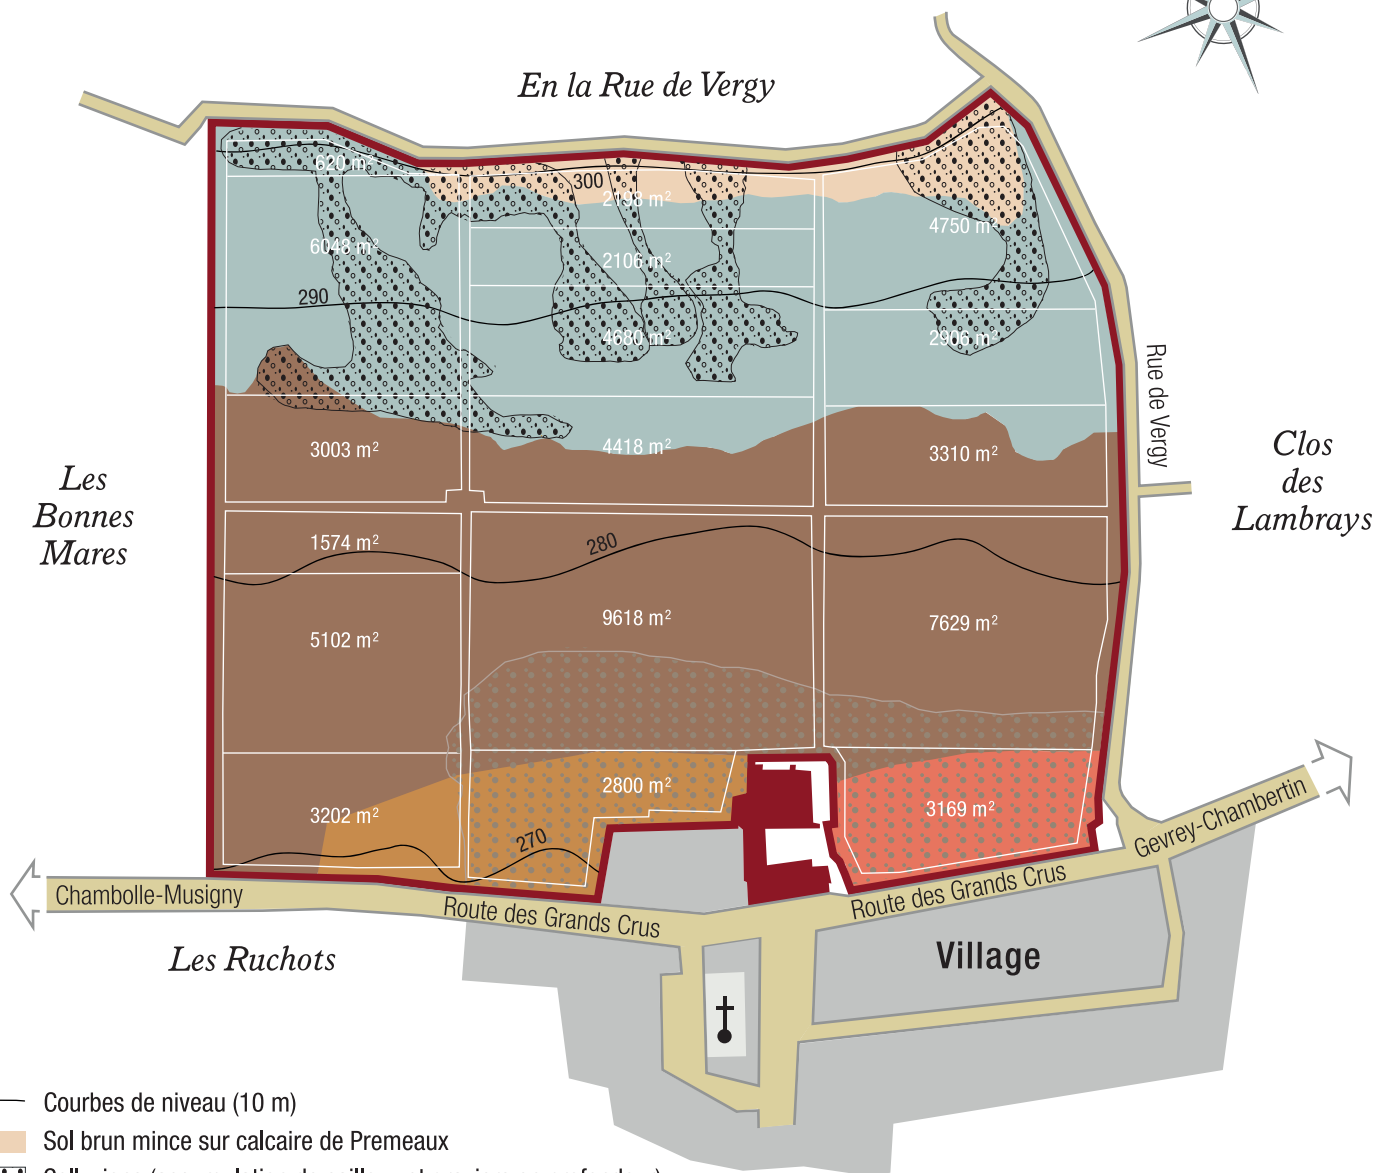 En la Rue de Vergy
620 m²
300
2198 m²
6048 m²
4750 m²
2106 m²
290
4680 m²
2906 m²
Rue de Vergy
3003 m²
4418 m²
3310 m²
Les
Bonnes
Mares
Clos
des
Lambrays
1574 m²
280
5102 m²
9618 m²
7629 m²
3202 m²
2800 m²
3169 m²
270
Gevrey-Chambertin
Chambolle-Musigny
Route des Grands Crus
Route des Grands Crus
Les Ruchots
Village
Courbes de niveau (10 m)
Sol brun mince sur calcaire de Premeaux